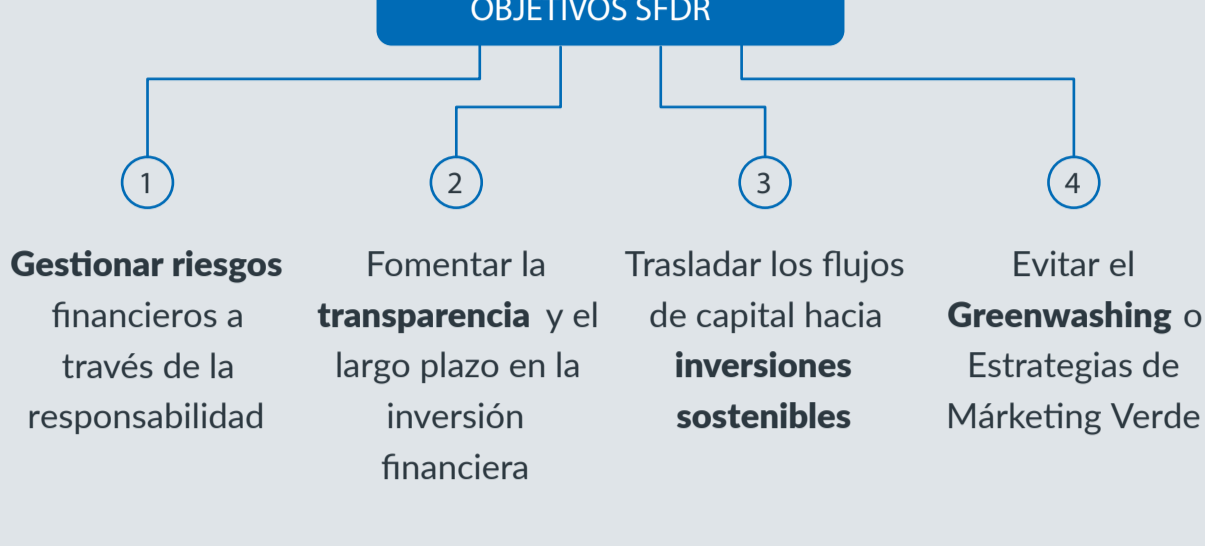 OBJETIVOS SFDR
1
Gestionar riesgos
financieros a
través de la
responsabilidad
2
Fomentar la
transparencia y el
largo plazo en la
inversión
financiera
3
Trasladar los flujos
de capital hacia
inversiones
sostenibles
4
Evitar el
Greenwashing o
Estrategias de
Márketing Verde